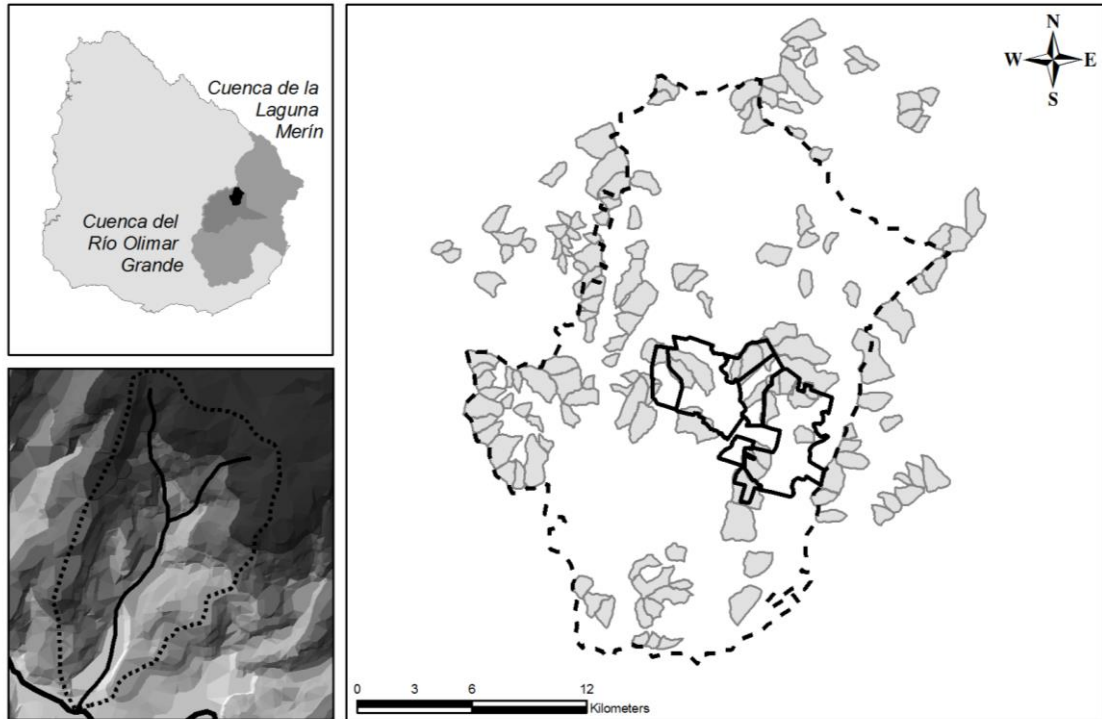 Cuenca de la
Laguna
Merín
Cuenca del
Río Olimar
Grande
N
W E
S
0 3 6 12
Kilometers